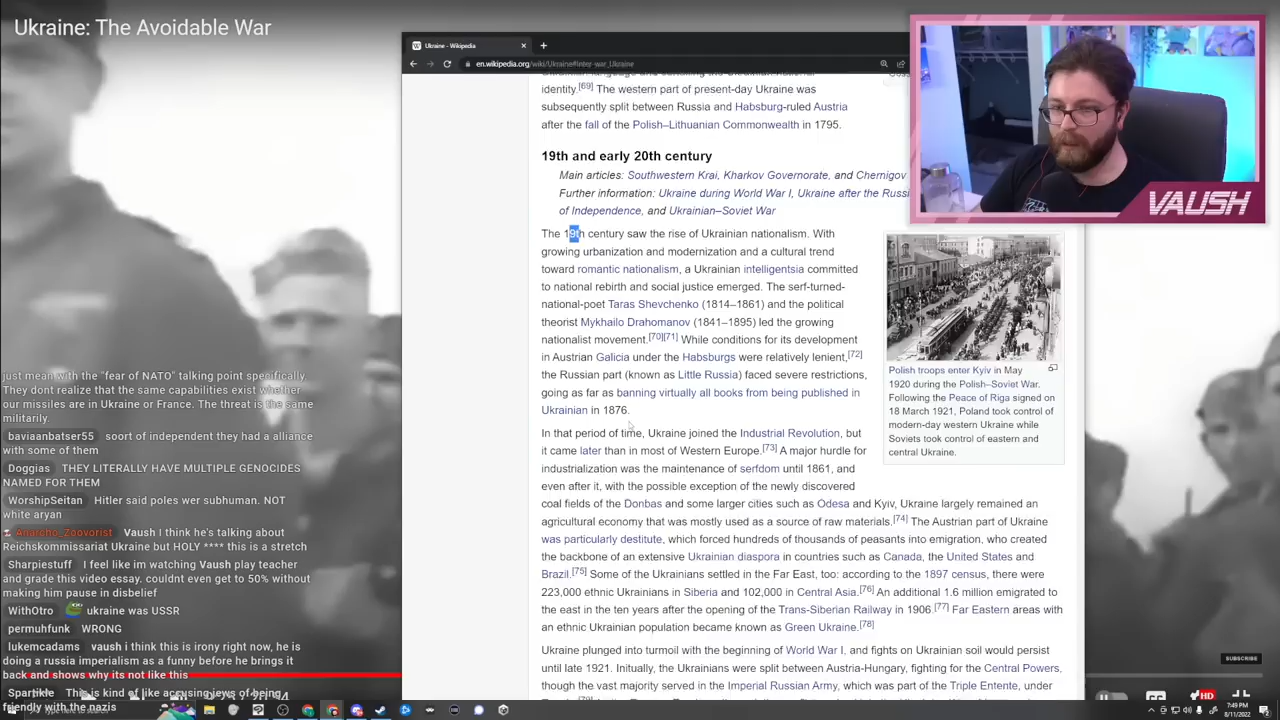 Ukraine: The Avoidable War
Ukraine - Wikipedia
en.wikipedia.org/wiki/Ukraine#Inter-war_Ukraine
identity.[69] The western part of present-day Ukraine was
subsequently split between Russia and Habsburg-ruled Austria
after the fall of the Polish–Lithuanian Commonwealth in 1795.
19th and early 20th century
Main articles: Southwestern Krai, Kharkov Governorate, and Chernigov
Further information: Ukraine during World War I, Ukraine after the Russi
of Independence, and Ukrainian–Soviet War
The 19th century saw the rise of Ukrainian nationalism. With
growing urbanization and modernization and a cultural trend
toward romantic nationalism, a Ukrainian intelligentsia committed
to national rebirth and social justice emerged. The serf-turned-
national-poet Taras Shevchenko (1814–1861) and the political
theorist Mykhailo Drahomanov (1841–1895) led the growing
nationalist movement.[70][71] While conditions for its development
in Austrian Galicia under the Habsburgs were relatively lenient,[72]
the Russian part (known as Little Russia) faced severe restrictions,
going as far as banning virtually all books from being published in
Ukrainian in 1876.
In that period of time, Ukraine joined the Industrial Revolution, but
it came later than in most of Western Europe.[73] A major hurdle for
industrialization was the maintenance of serfdom until 1861, and
even after it, with the possible exception of the newly discovered
coal fields of the Donbas and some larger cities such as Odesa and Kyiv, Ukraine largely remained an
agricultural economy that was mostly used as a source of raw materials.[74] The Austrian part of Ukraine
was particularly destitute, which forced hundreds of thousands of peasants into emigration, who created
the backbone of an extensive Ukrainian diaspora in countries such as Canada, the United States and
Brazil.[75] Some of the Ukrainians settled in the Far East, too: according to the 1897 census, there were
223,000 ethnic Ukrainians in Siberia and 102,000 in Central Asia.[76] An additional 1.6 million emigrated to
the east in the ten years after the opening of the Trans-Siberian Railway in 1906.[77] Far Eastern areas with
an ethnic Ukrainian population became known as Green Ukraine.[78]
Ukraine plunged into turmoil with the beginning of World War I, and fights on Ukrainian soil would persist
until late 1921. Initually, the Ukrainians were split between Austria-Hungary, fighting for the Central Powers,
though the vast majority served in the Imperial Russian Army, which was part of the Triple Entente, under
Polish troops enter Kyiv in May
1920 during the Polish–Soviet War.
Following the Peace of Riga signed on
18 March 1921, Poland took control of
modern-day western Ukraine while
Soviets took control of eastern and
central Ukraine.
VAUSH
just mean with the "fear of NATO" talking point specifically
They dont realize that the same capabilities exist whether
our missiles are in Ukraine or France. The threat is the same
militarily.
baviaanbatser55 soort of independent they had a alliance
with some of them
Doggias THEY LITERALLY HAVE MULTIPLE GENOCIDES
NAMED FOR THEM
WorshipSeitan Hitler said poles wer subhuman. NOT
white aryan
Anarcho_Zoovorist Vaush I think he's talking about
Reichskommissariat Ukraine but HOLY **** this is a stretch
Sharpiestuff I feel like im watching Vaush play teacher
and grade this video essay. couldnt even get to 50% without
making him pause in disbelief
WithOtro ukraine was USSR
permuhfunk WRONG
lukemcadams vaush i think this is irony right now, he is
doing a russia imperialism as a funny before he brings it
back and shows why its not like this
Sparktile This is kind of like accusing jews of being
friendly with the nazis
SUBSCRIBE
HD
7:49 PM
8/11/2022